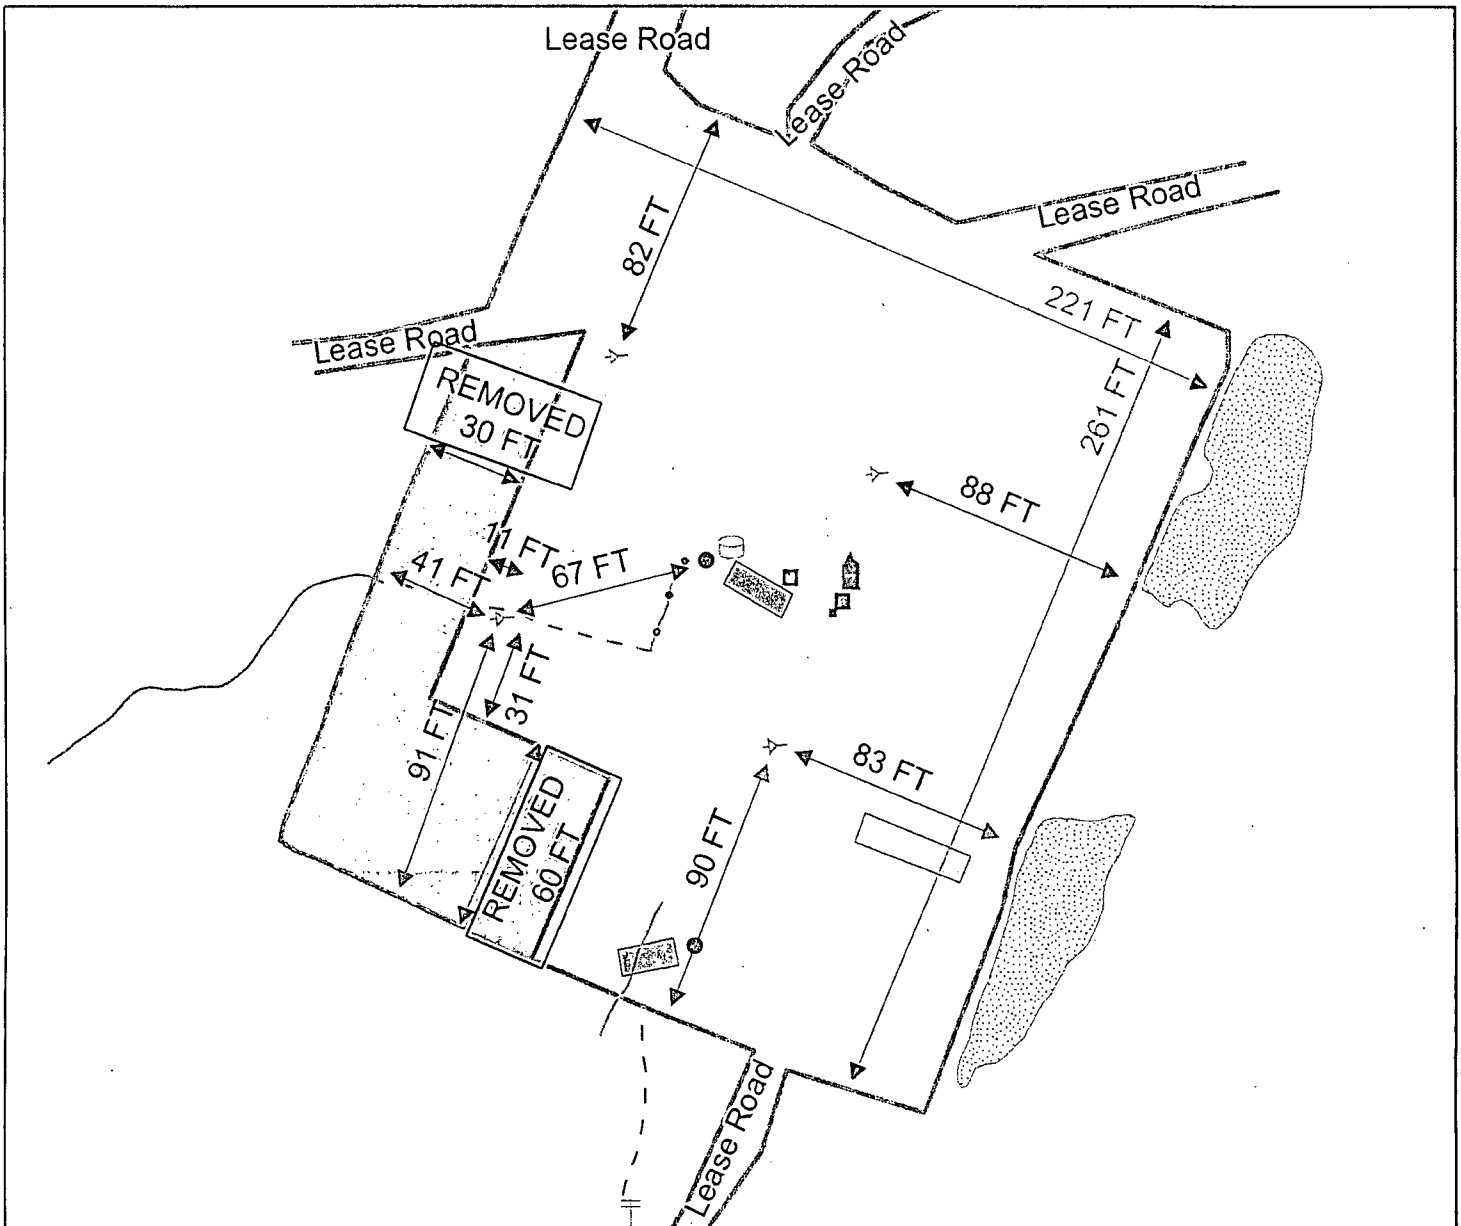 Lease Road
Lease Road
Lease Road
82 FT
221 FT
Lease Road
261 FT
REMOVED
30 FT
88 FT
11 FT
41 FT
67 FT
31 FT
91 FT
83 FT
REMOVED
60 FT
90 FT
Lease Road